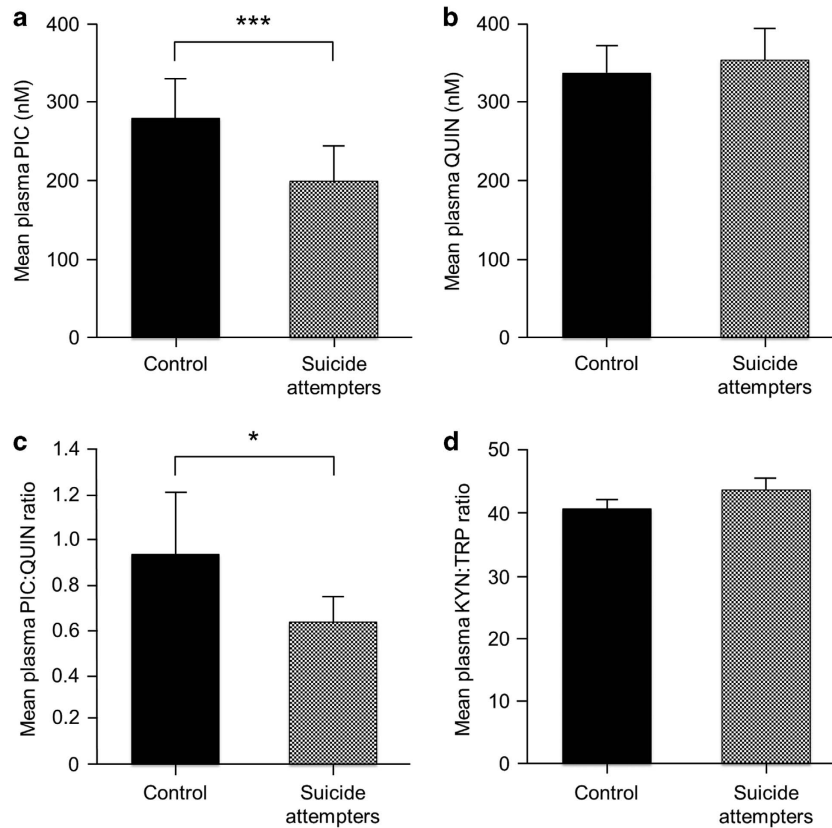 a
***
400
300
200
100
0
Mean plasma PIC (nM)
Control
Suicide
attempters
b
400
300
200
100
0
Mean plasma QUIN (nM)
Control
Suicide
attempters
c
*
1.4
1.2
1.0
0.8
0.6
0.4
0.2
0
Mean plasma PIC:QUIN ratio
Control
Suicide
attempters
d
50
40
30
20
10
0
Mean plasma KYN:TRP ratio
Control
Suicide
attempters